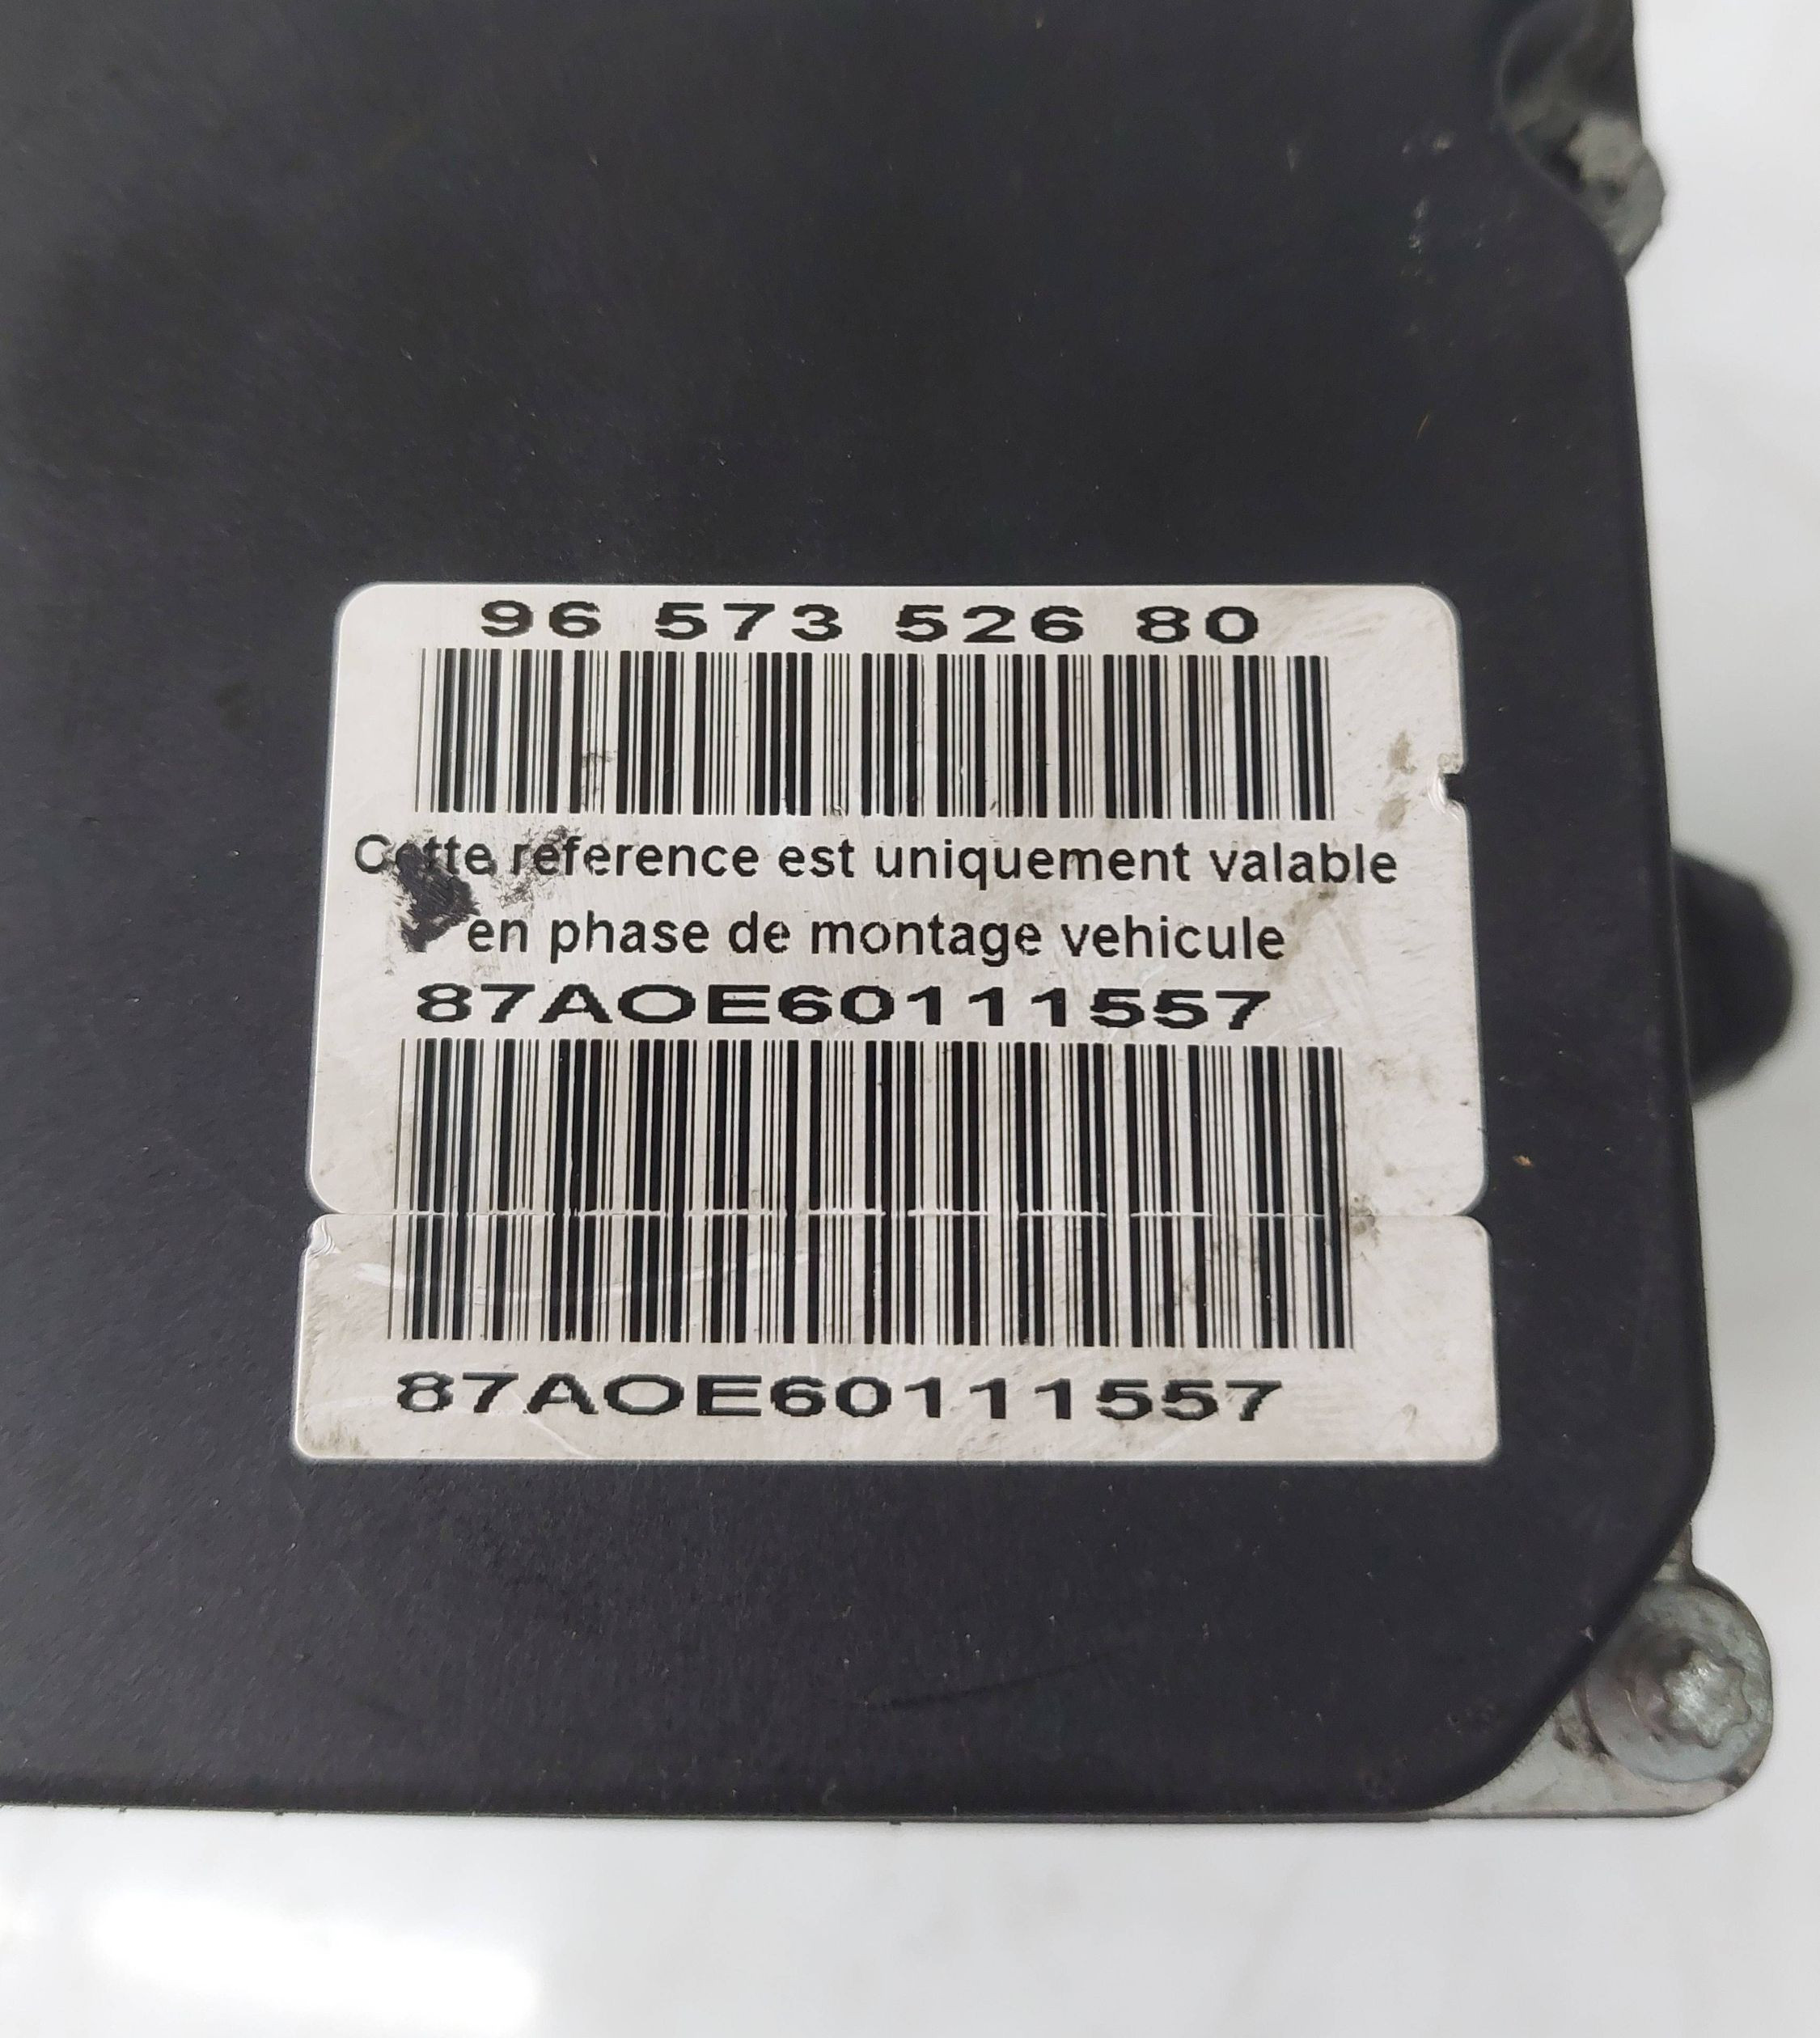 96 573 526 80
Cette reference est uniquement valable
en phase de montage vehicule
87AOE60111557
87AOE60111557